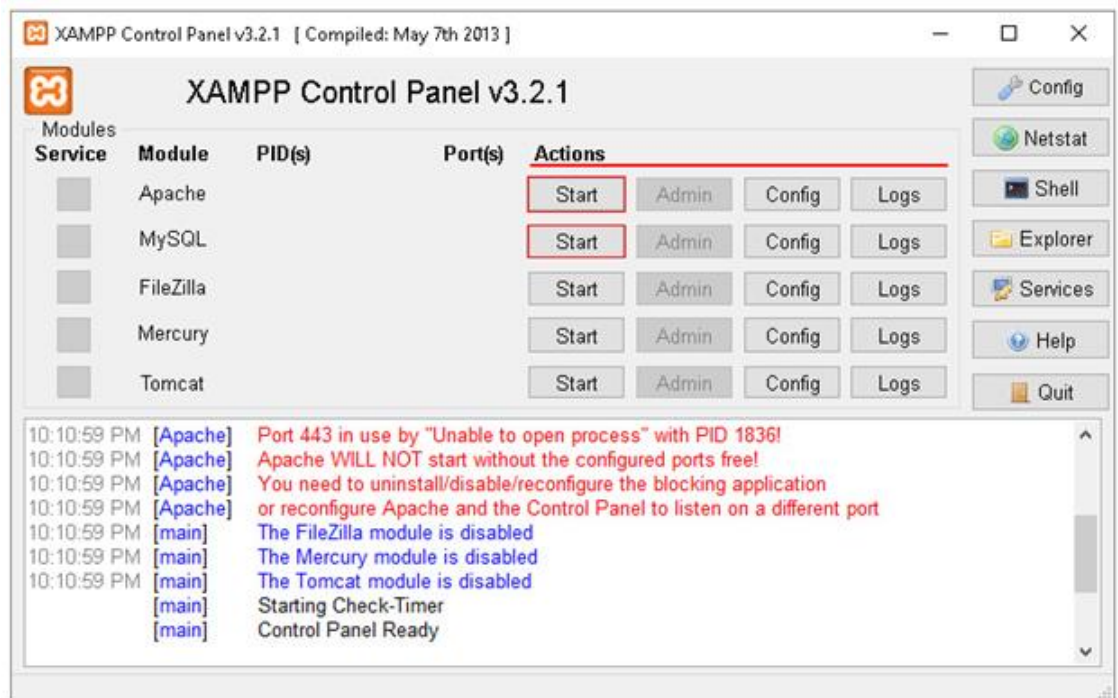 XAMPP Control Panel v3.2.1 [ Compiled: May 7th 2013 ]
XAMPP Control Panel v3.2.1
Config
Modules
Netstat
Service Module PID(s) Port(s) Actions
Apache Start Admin Config Logs
Shell
MySQL Start Admin Config Logs
Explorer
FileZilla Start Admin Config Logs
Services
Mercury Start Admin Config Logs
Help
Tomcat Start Admin Config Logs
Quit
10:10:59 PM [Apache] Port 443 in use by "Unable to open process" with PID 1836!
10:10:59 PM [Apache] Apache WILL NOT start without the configured ports free!
10:10:59 PM [Apache] You need to uninstall/disable/reconfigure the blocking application
10:10:59 PM [Apache] or reconfigure Apache and the Control Panel to listen on a different port
10:10:59 PM [main] The FileZilla module is disabled
10:10:59 PM [main] The Mercury module is disabled
10:10:59 PM [main] The Tomcat module is disabled
[main] Starting Check-Timer
[main] Control Panel Ready